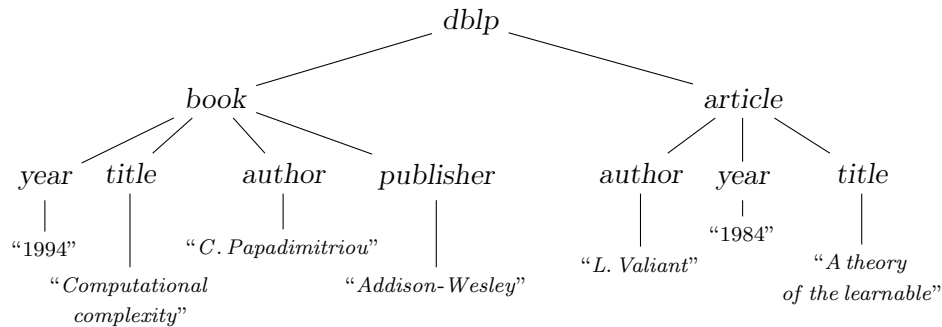 dblp
book article
year title author publisher author year title
“1994” “C. Papadimitriou” “L. Valiant” “1984” “A theory
of the learnable”
“Computational
complexity” “Addison-Wesley”